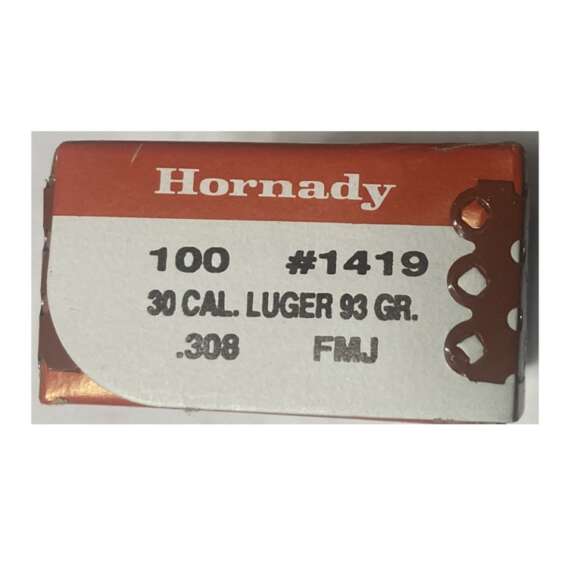 Hornady
100 #1419
30 CAL. LUGER 93 GR.
.308 FMJ